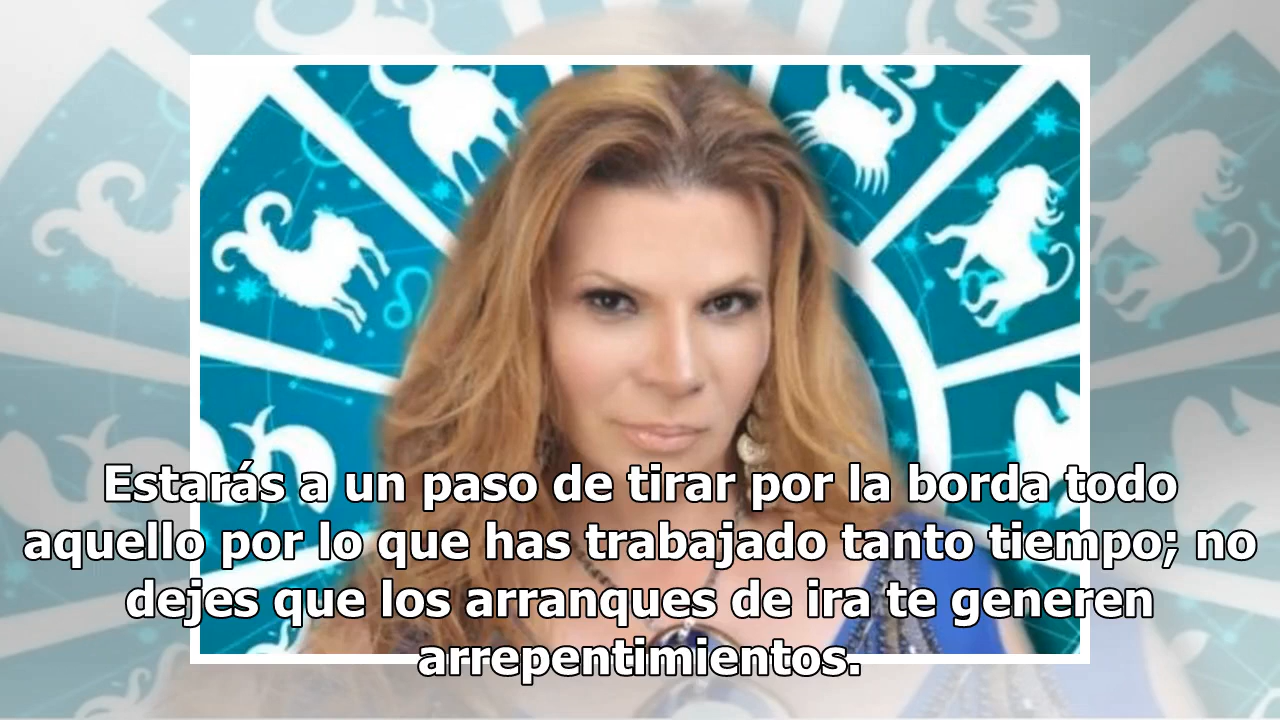 Estarás a un paso de tirar por la borda todo
aquello por lo que has trabajado tanto tiempo; no
dejes que los arranques de ira te generen
arrepentimientos.